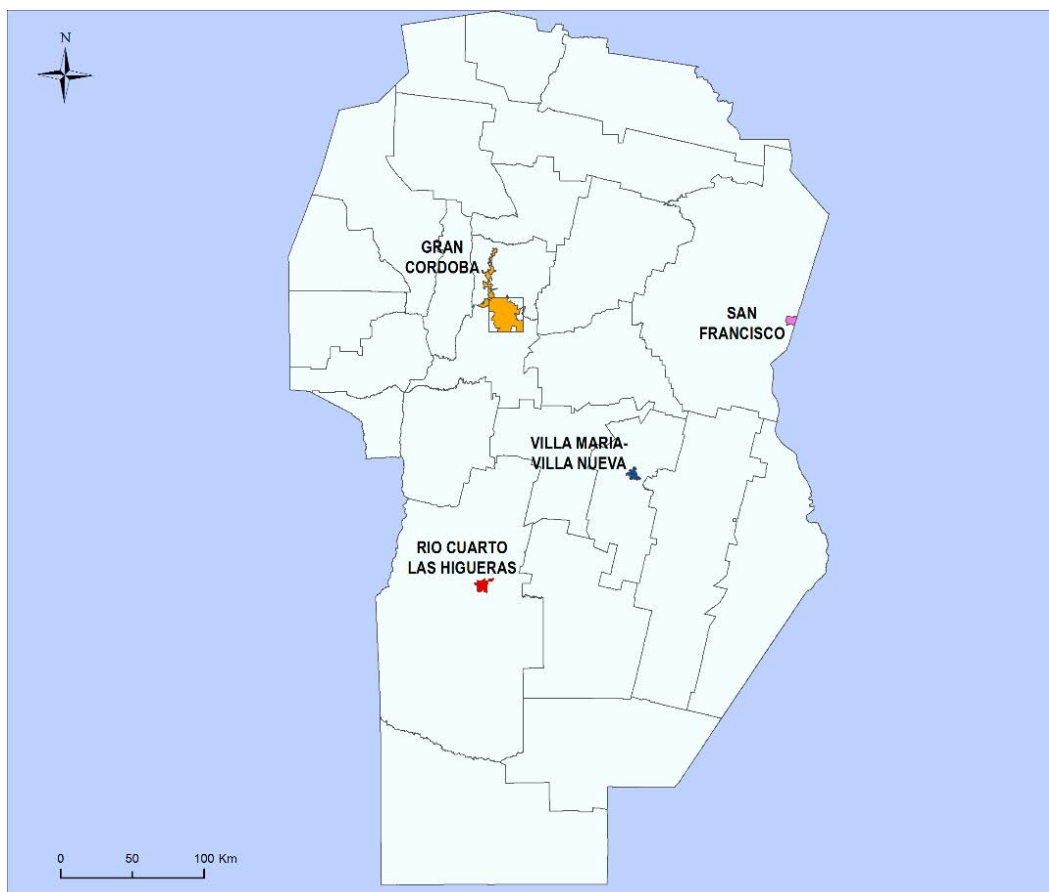 N
GRAN
CORDOBA
SAN
FRANCISCO
VILLA MARIA-
VILLA NUEVA
RIO CUARTO
LAS HIGUERAS
0 50 100 Km